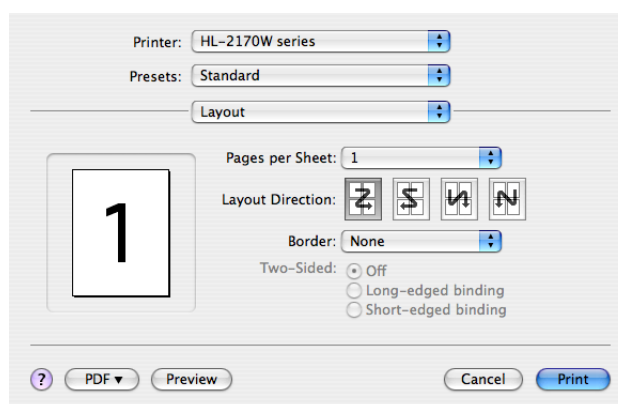 Printer: HL-2170W series
Presets: Standard
Layout
Pages per Sheet: 1
1
Layout Direction:
Border: None
Two-Sided: Off
Long-edged binding
Short-edged binding
? PDF ▼ Preview Cancel Print